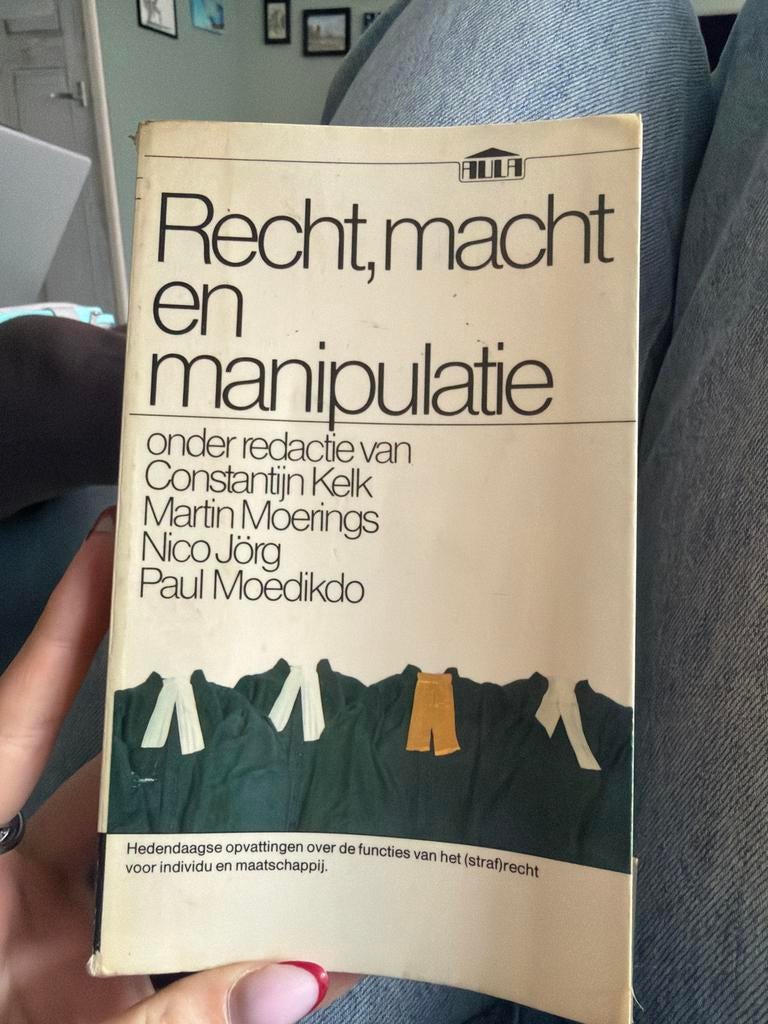 AULA
Recht, macht
en
manipulatie
onder redactie van
Constantijn Kelk
Martin Moerings
Nico Jörg
Paul Moedikdo
Hedendaagse opvattingen over de functies van het (straf)recht
voor individu en maatschappij.